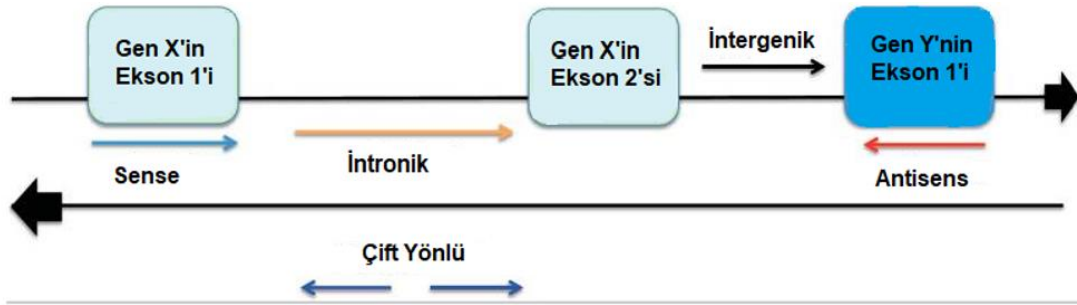 Gen X'in
Ekson 1'i
Gen X'in
Ekson 2'si
İntergenik
Gen Y'nin
Ekson 1'i
Sense
İntronik
Antisens
Çift Yönlü